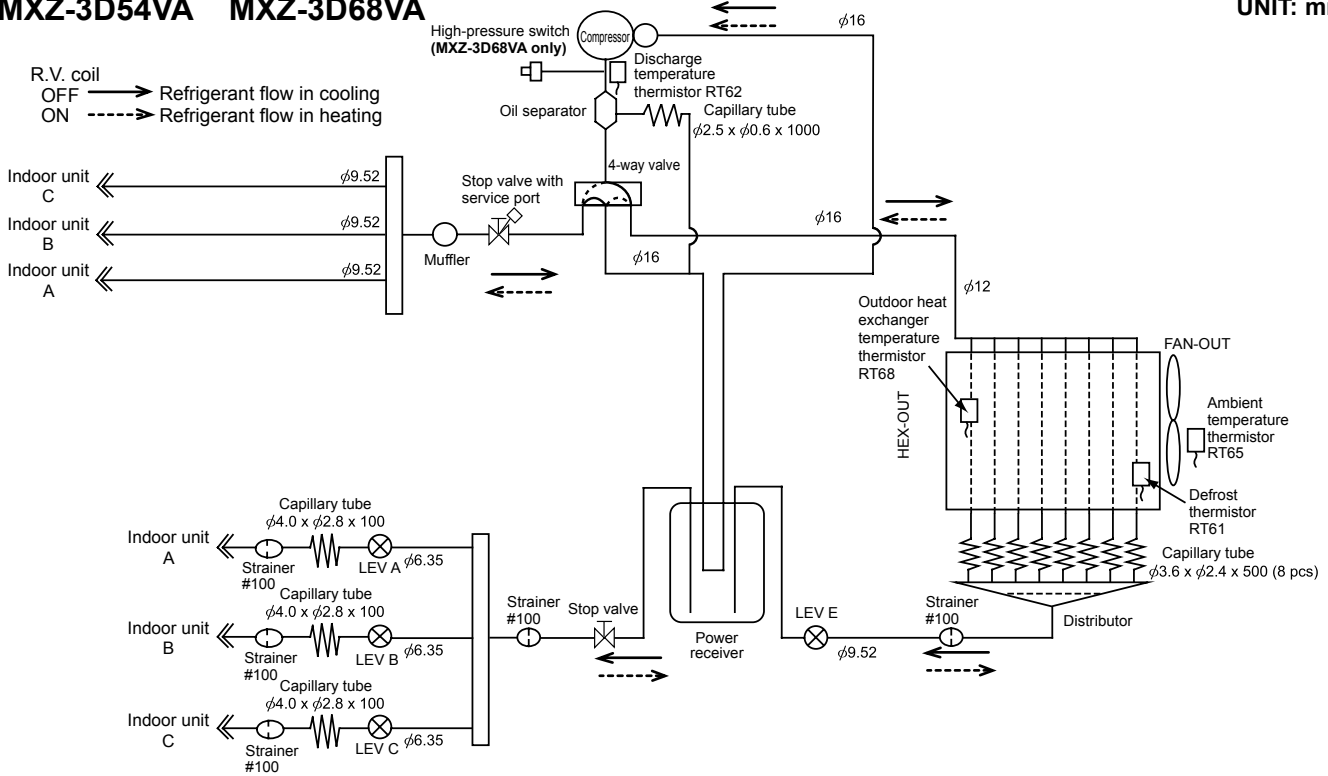 MXZ-3D54VA MXZ-3D68VA
UNIT: m
High-pressure switch
(MXZ-3D68VA only)
Compressor
ϕ16
Discharge
temperature
thermistor RT62
R.V. coil
OFF Refrigerant flow in cooling
ON Refrigerant flow in heating
Oil separator
Capillary tube
ϕ2.5 x ϕ0.6 x 1000
4-way valve
Indoor unit
C
ϕ9.52
Stop valve with
service port
Indoor unit
B
ϕ9.52
Muffler
Indoor unit
A
ϕ9.52
ϕ16
ϕ16
ϕ12
Outdoor heat
exchanger
temperature
thermistor
RT68
HEX-OUT
FAN-OUT
Ambient
temperature
thermistor
RT65
Defrost
thermistor
RT61
Capillary tube
ϕ3.6 x ϕ2.4 x 500 (8 pcs)
Distributor
Strainer
#100
ϕ9.52
LEV E
Power
receiver
Stop valve
Strainer
#100
Capillary tube
ϕ4.0 x ϕ2.8 x 100
Indoor unit
A
Strainer
#100
LEV A
ϕ6.35
Capillary tube
ϕ4.0 x ϕ2.8 x 100
Indoor unit
B
Strainer
#100
LEV B
ϕ6.35
Capillary tube
ϕ4.0 x ϕ2.8 x 100
Indoor unit
C
Strainer
#100
LEV C
ϕ6.35